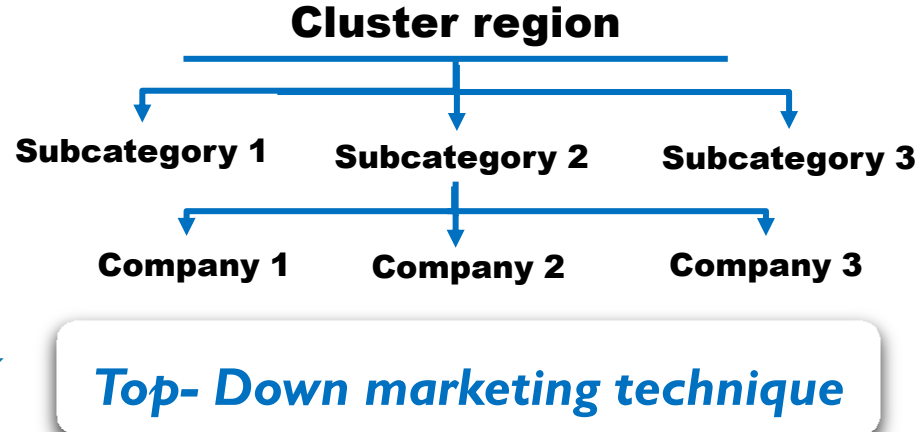 Cluster region
Subcategory 1 Subcategory 2 Subcategory 3
Company 1 Company 2 Company 3
Top- Down marketing technique